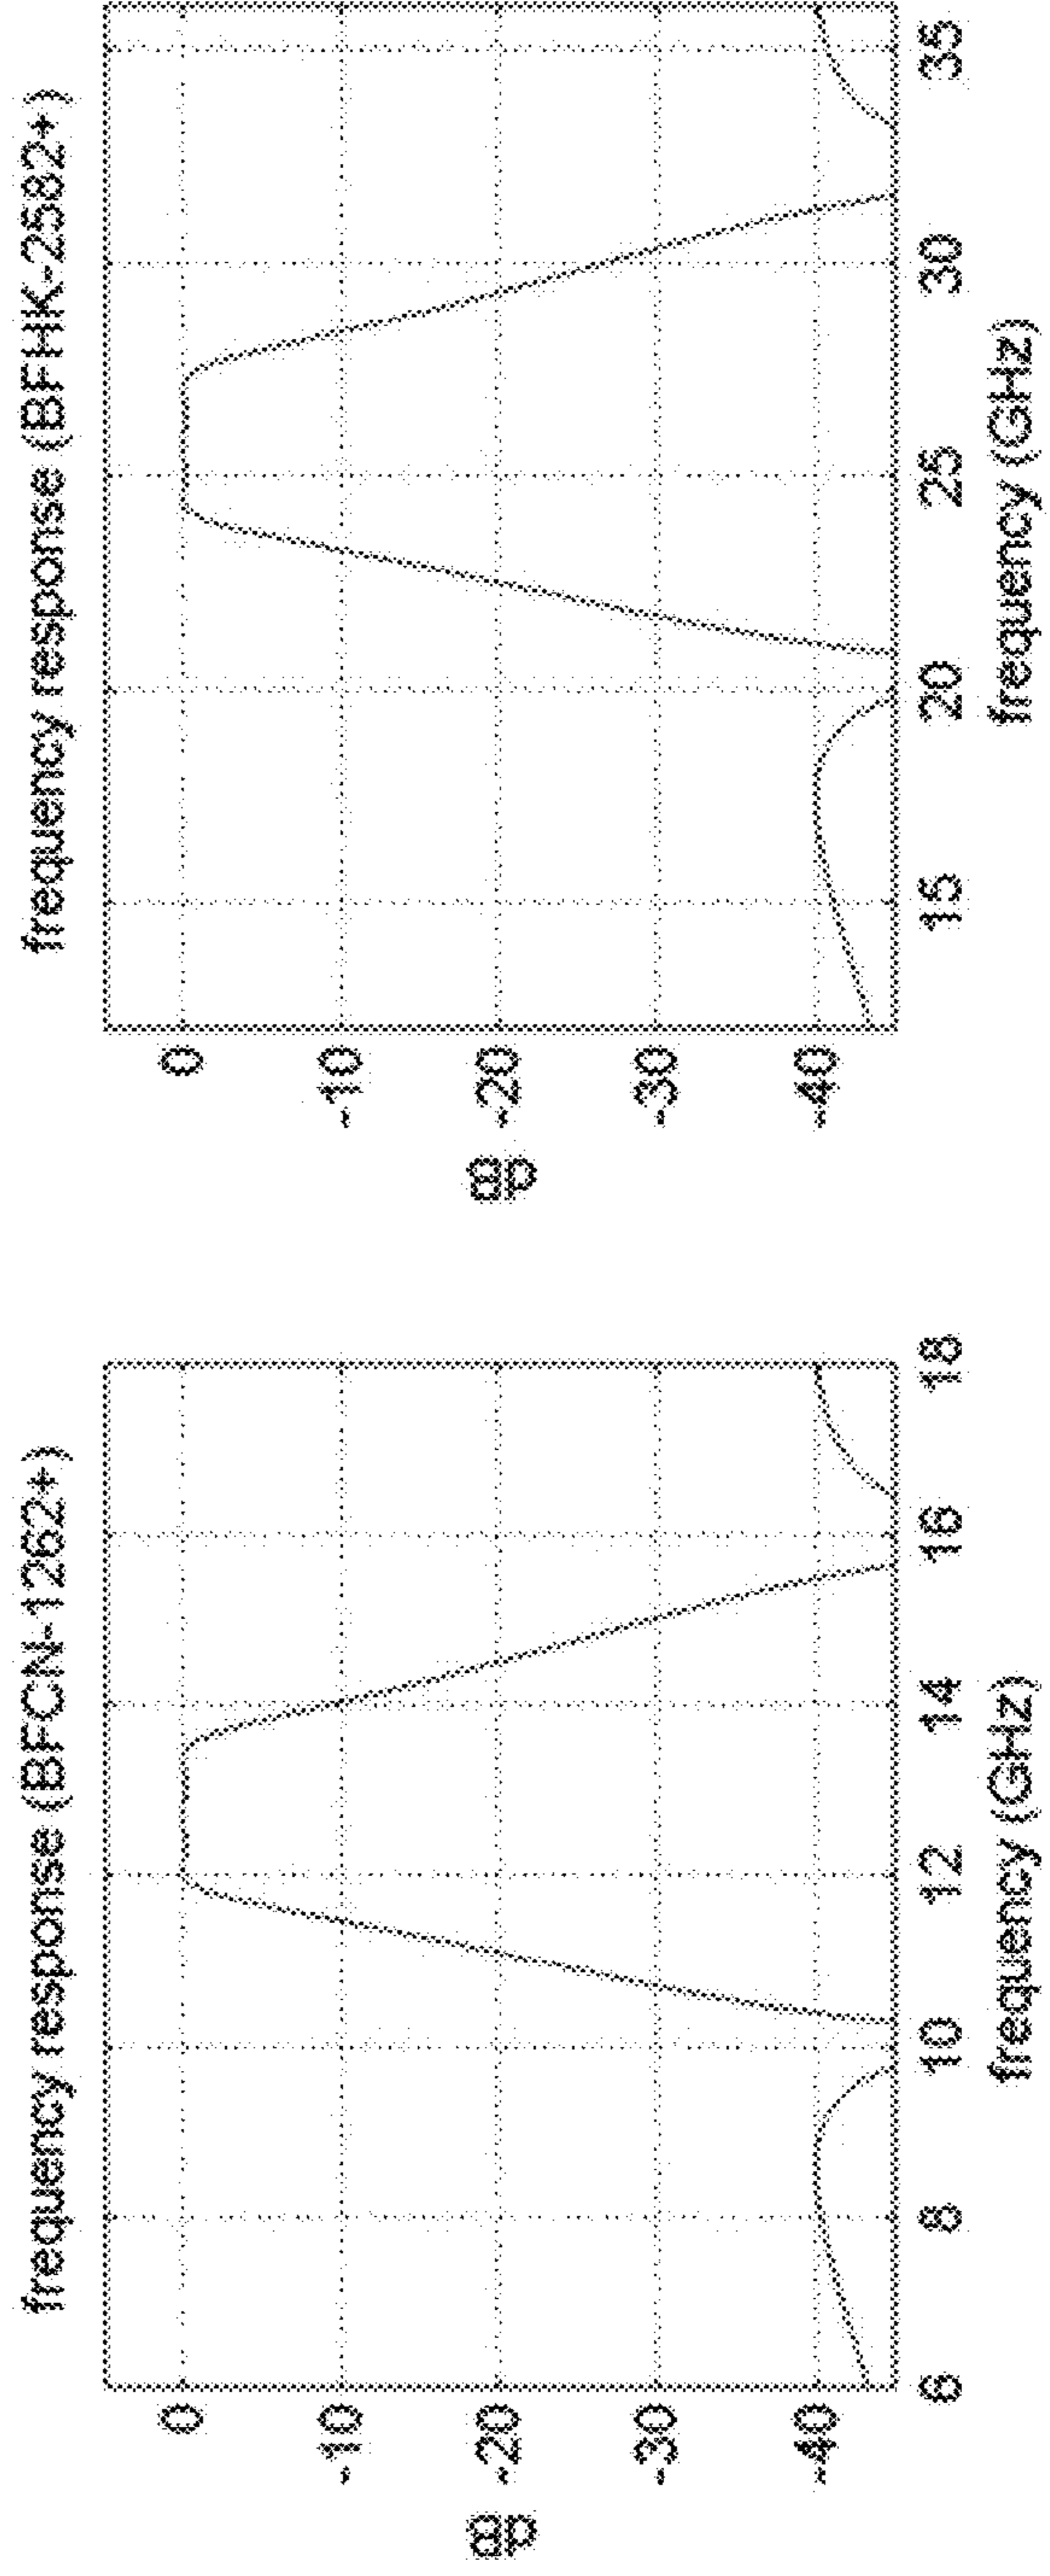 frequency response (BFCN-1262+)
dB
0
-10
-20
-30
-40
6 8 10 12 14 16 18
frequency (GHz)
frequency response (BFHK-2582+)
dB
0
-10
-20
-30
-40
15 20 25 30 35
frequency (GHz)